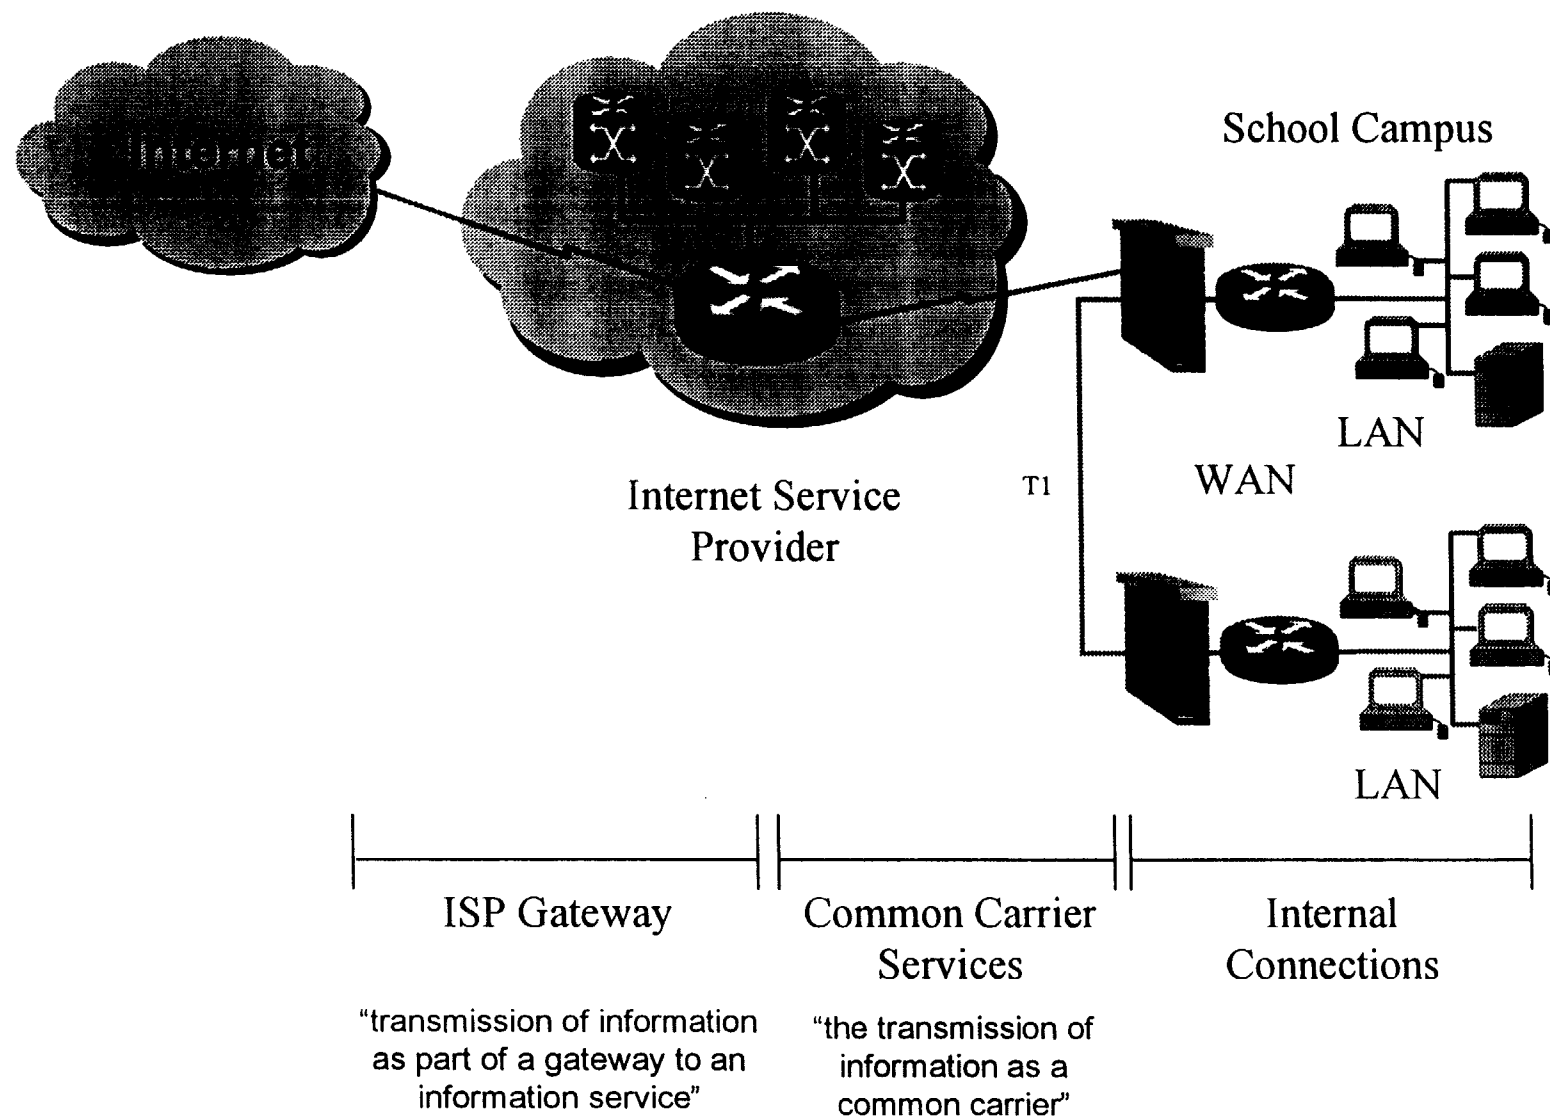 Internet
School Campus
LAN
WAN
T1
Internet Service
Provider
LAN
ISP Gateway
Common Carrier
Services
Internal
Connections
“transmission of information
as part of a gateway to an
information service”
“the transmission of
information as a
common carrier”